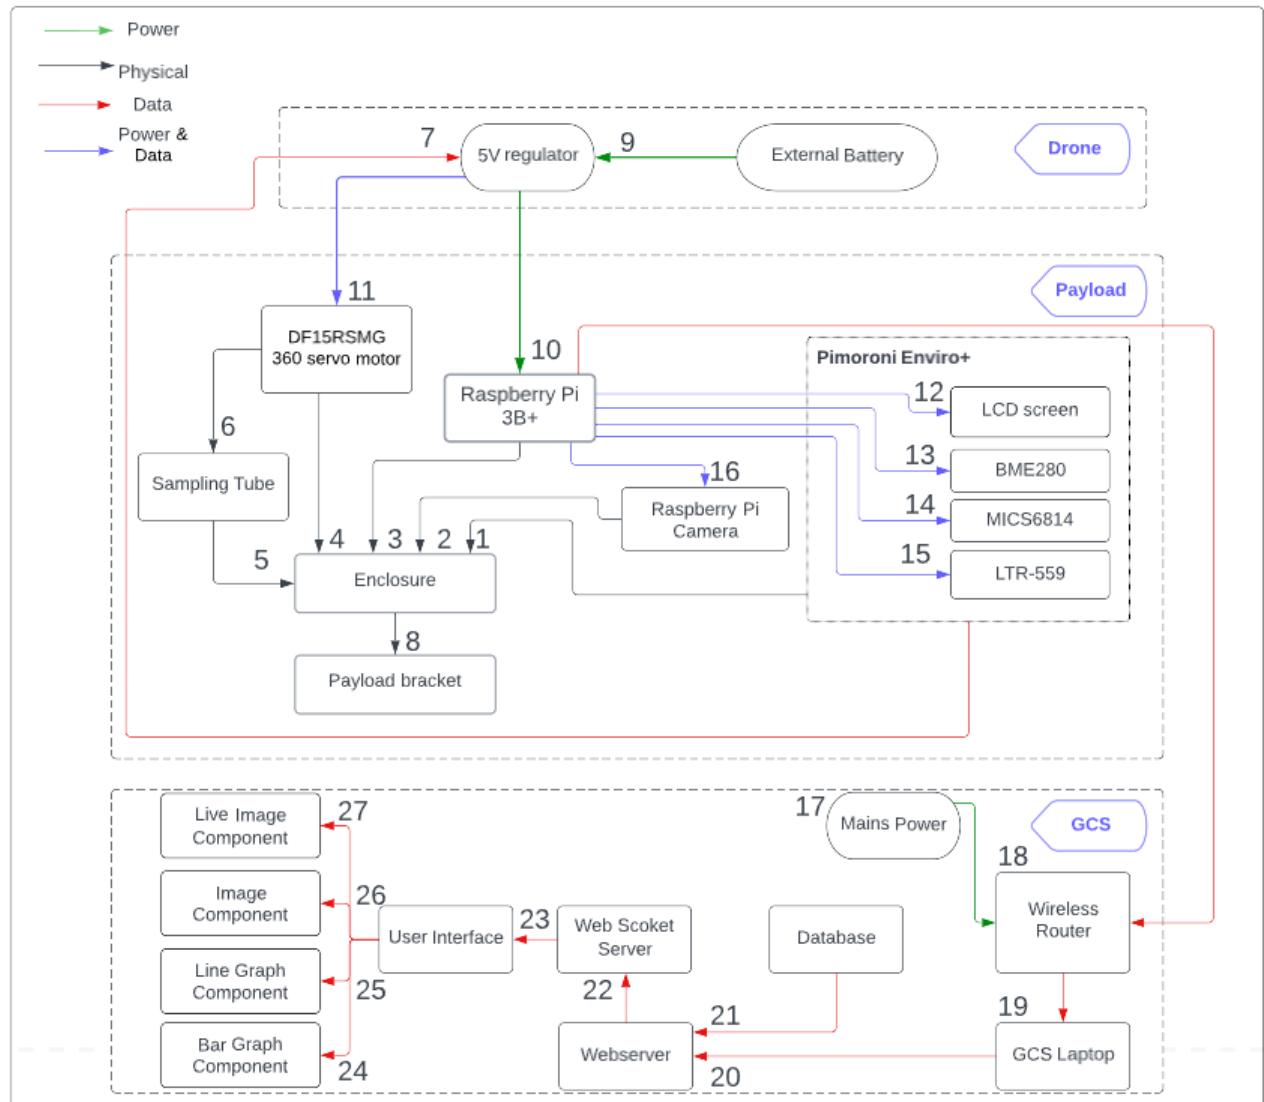 Power
Physical
Data
Power &
Data
7
5V regulator
9
External Battery
Drone
Payload
11
DF15RSMG
360 servo motor
10
Raspberry Pi
3B+
Pimoroni Enviro+
12
LCD screen
13
BME280
14
MICS6814
15
LTR-559
6
Sampling Tube
16
Raspberry Pi
Camera
5
4
3
2
1
Enclosure
8
Payload bracket
GCS
17
Mains Power
18
Wireless
Router
19
GCS Laptop
20
21
Database
Webserver
22
Web Scoket
Server
23
User Interface
27
Live Image
Component
26
Image
Component
25
Line Graph
Component
24
Bar Graph
Component